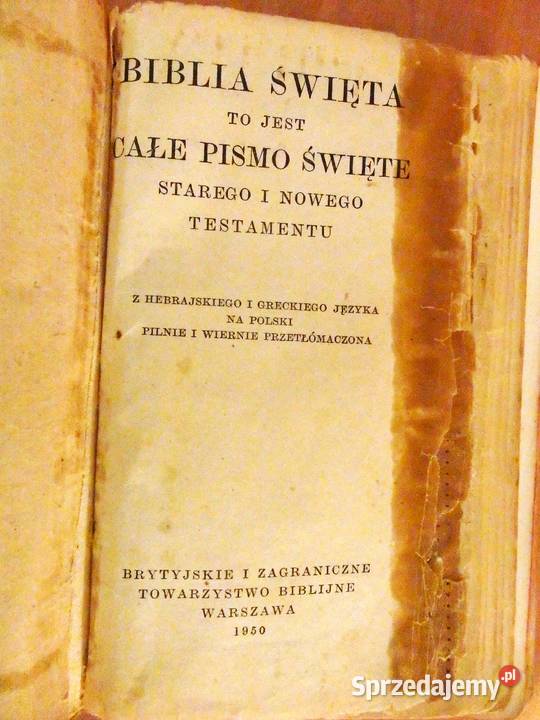 BIBLIA ŚWIĘTA
TO JEST
CAŁE PISMO ŚWIĘTE
STAREGO I NOWEGO
TESTAMENTU
Z HEBRAJSKIEGO I GRECKIEGO JĘZYKA
NA POLSKI
PILNIE I WIERNIE PRZETŁÓMACZONA
BRYTYJSKIE I ZAGRANICZNE
TOWARZYSTWO BIBLIJNE
WARSZAWA
1950
Sprzedajemy.pl